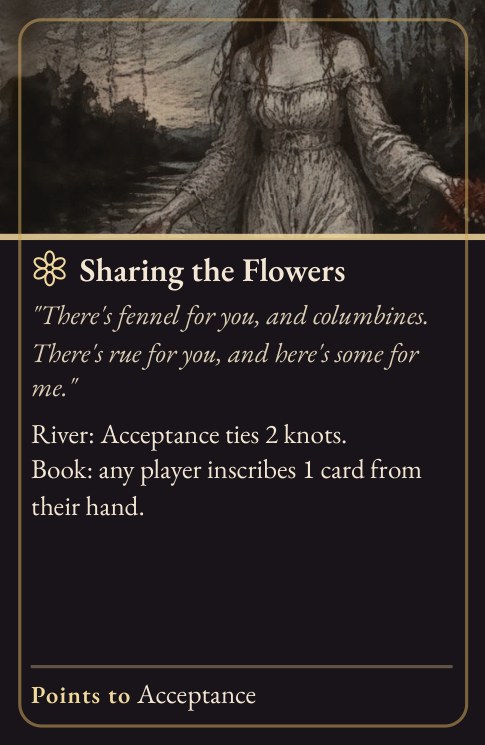 Sharing the Flowers
"There's fennel for you, and columbines.
There's rue for you, and here's some for
me."
River: Acceptance ties 2 knots.
Book: any player inscribes 1 card from
their hand.
Points to Acceptance